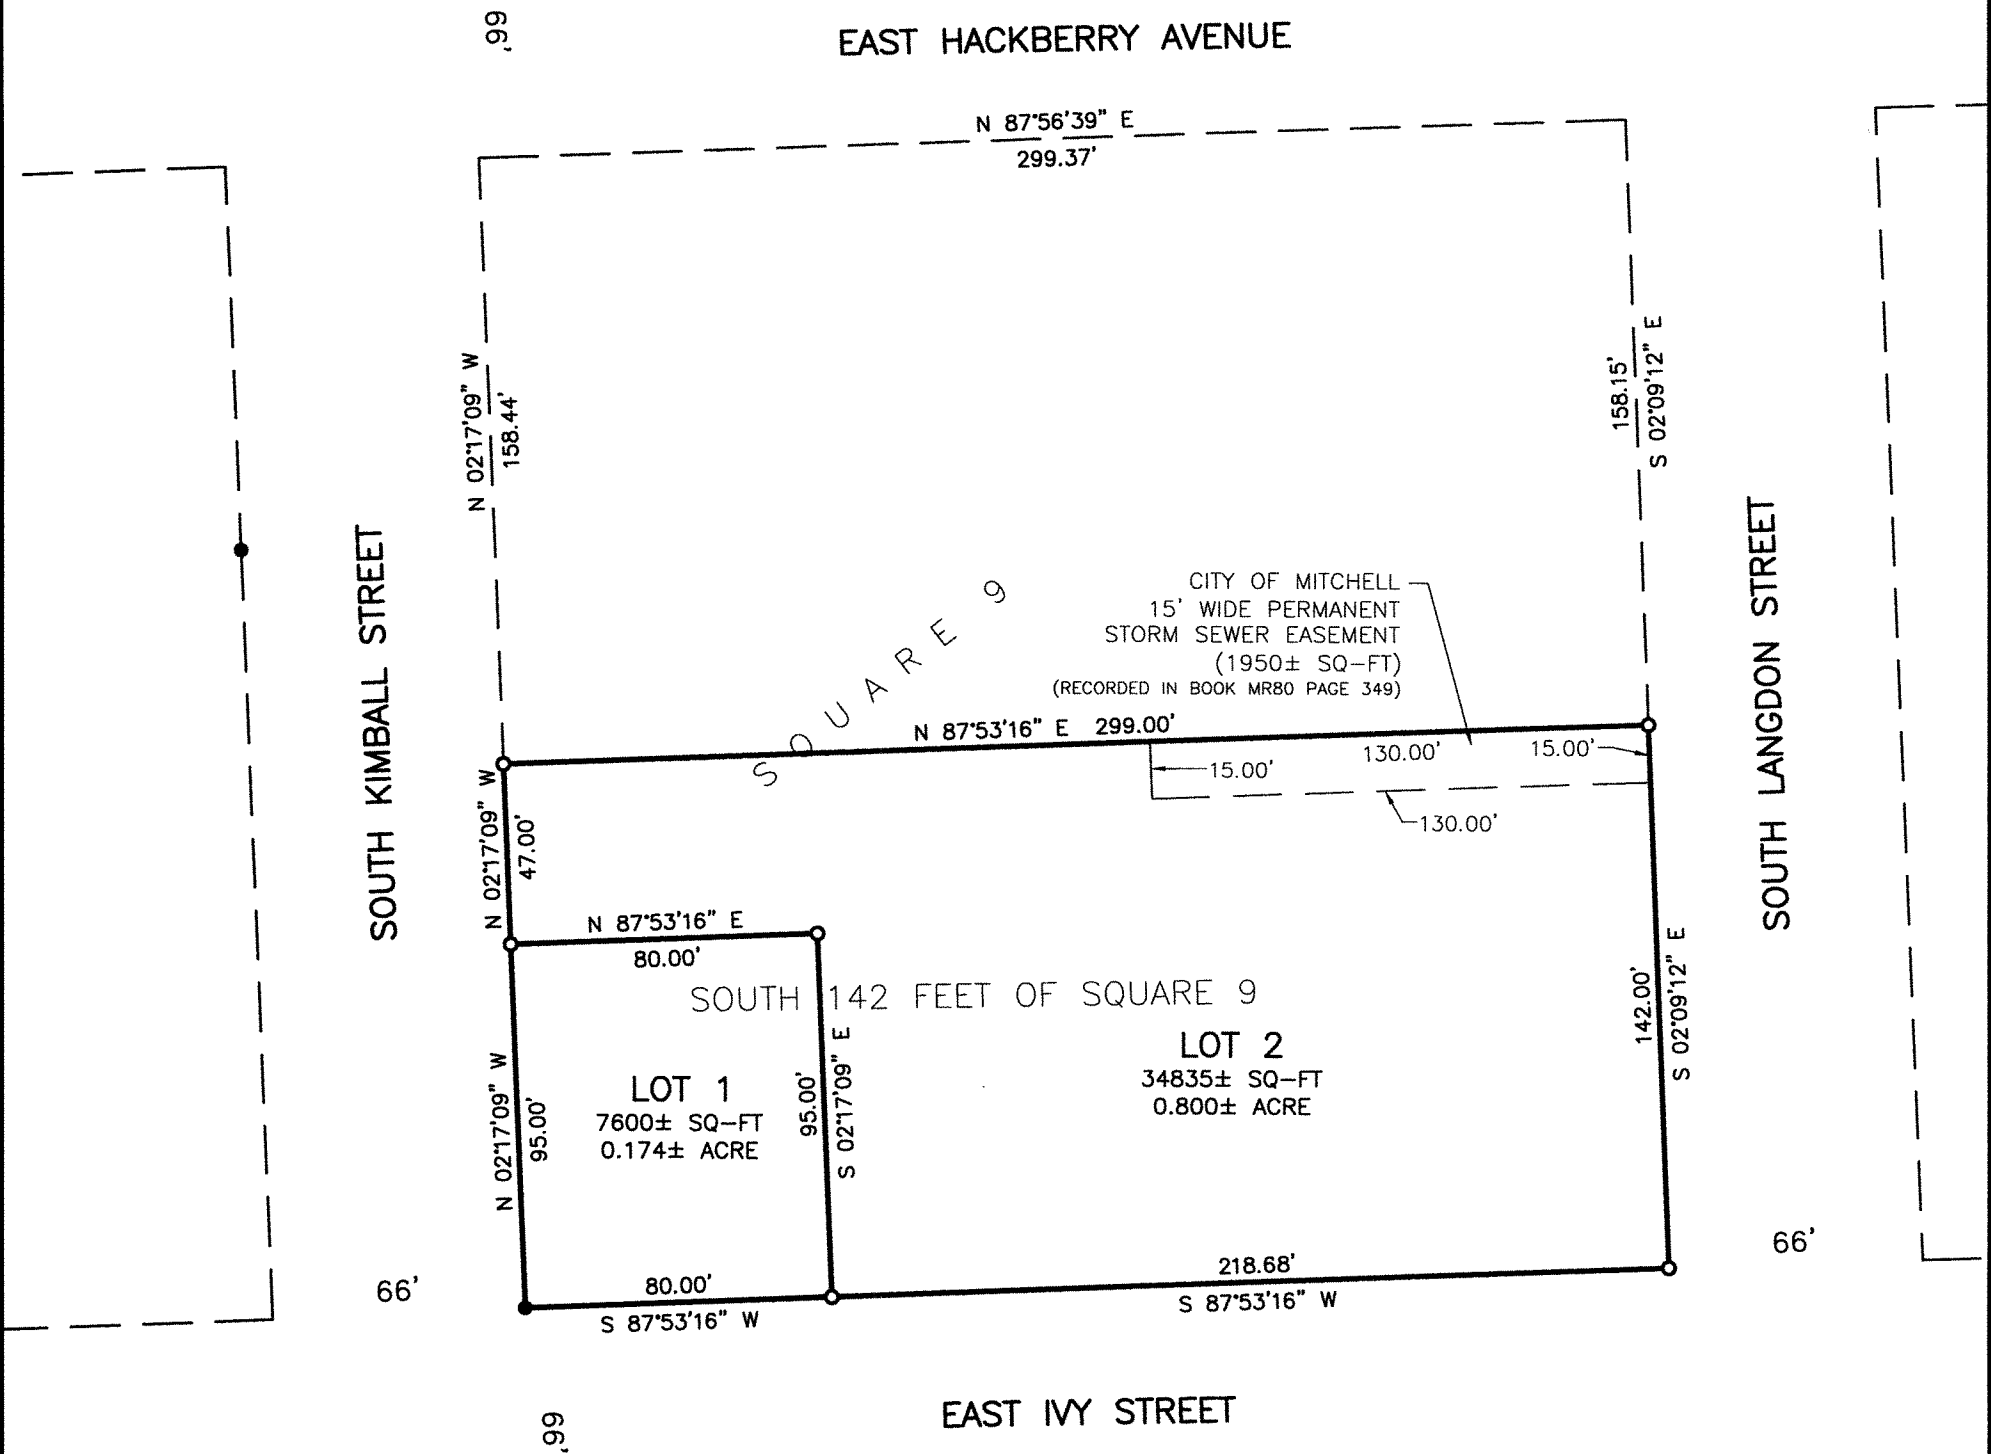 66'
EAST HACKBERRY AVENUE
N 87°56'39" E
299.37'
N 02°17'09" W
158.44'
158.15'
S 02°09'12" E
SOUTH KIMBALL STREET
SOUTH LANGDON STREET
SQUARE 9
CITY OF MITCHELL
15' WIDE PERMANENT
STORM SEWER EASEMENT
(1950± SQ-FT)
(RECORDED IN BOOK MR80 PAGE 349)
N 87°53'16" E 299.00'
15.00'
130.00'
15.00'
130.00'
N 02°17'09" W
47.00'
N 87°53'16" E
80.00'
SOUTH 142 FEET OF SQUARE 9
LOT 1
7600± SQ-FT
0.174± ACRE
N 02°17'09" W
95.00'
95.00'
S 02°17'09" E
LOT 2
34835± SQ-FT
0.800± ACRE
142.00'
S 02°09'12" E
66'
80.00'
S 87°53'16" W
218.68'
S 87°53'16" W
66'
EAST IVY STREET
66'